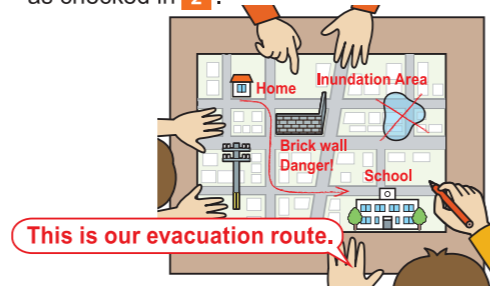 as checked in 2 .
Home
Inundation Area
Brick wall
Danger!
School
This is our evacuation route.